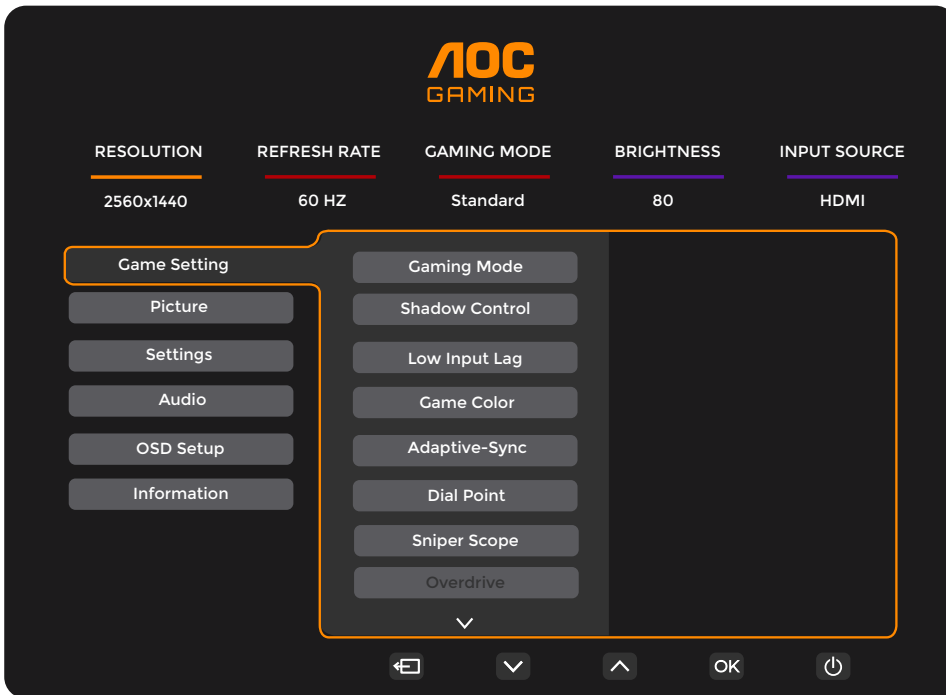 AOC
GAMING
RESOLUTION REFRESH RATE GAMING MODE BRIGHTNESS INPUT SOURCE
2560x1440 60 HZ Standard 80 HDMI
Game Setting
Picture
Settings
Audio
OSD Setup
Information
Gaming Mode
Shadow Control
Low Input Lag
Game Color
Adaptive-Sync
Dial Point
Sniper Scope
Overdrive
OK